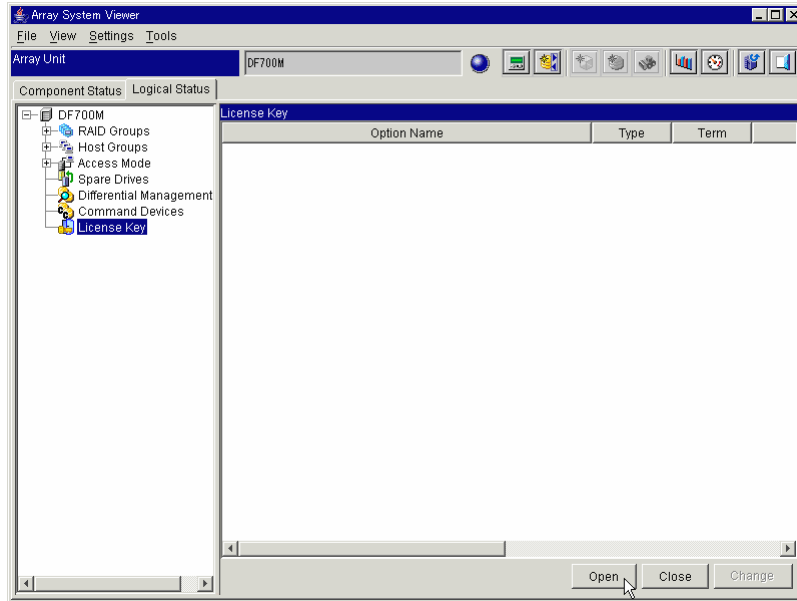 Array System Viewer
File View Settings Tools
Array Unit DF700M
Component Status Logical Status
DF700M
RAID Groups
Host Groups
Access Mode
Spare Drives
Differential Management
Command Devices
License Key
License Key
Option Name Type Term
Open Close Change